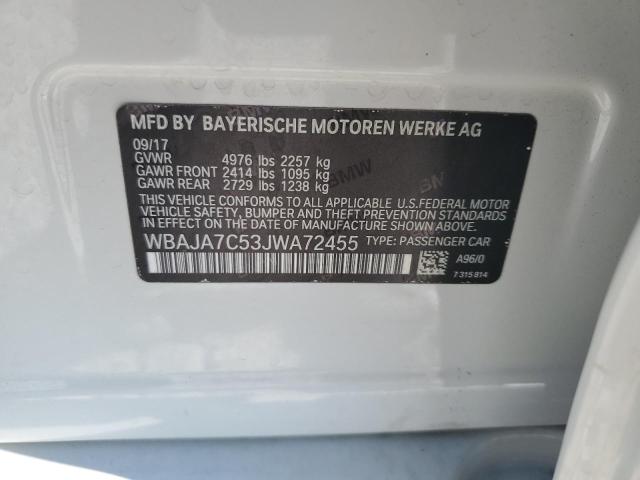 MFD BY BAYERISCHE MOTOREN WERKE AG
09/17
GVWR 4976 lbs 2257 kg
GAWR FRONT 2414 lbs 1095 kg
GAWR REAR 2729 lbs 1238 kg
THIS VEHICLE CONFORMS TO ALL APPLICABLE U.S.FEDERAL MOTOR
VEHICLE SAFETY, BUMPER, AND THEFT PREVENTION STANDARDS
IN EFFECT ON THE DATE OF MANUFACTURE SHOWN ABOVE.
WBAJA7C53JWA72455 TYPE: PASSENGER CAR
A96/0
7 315 814
BMW